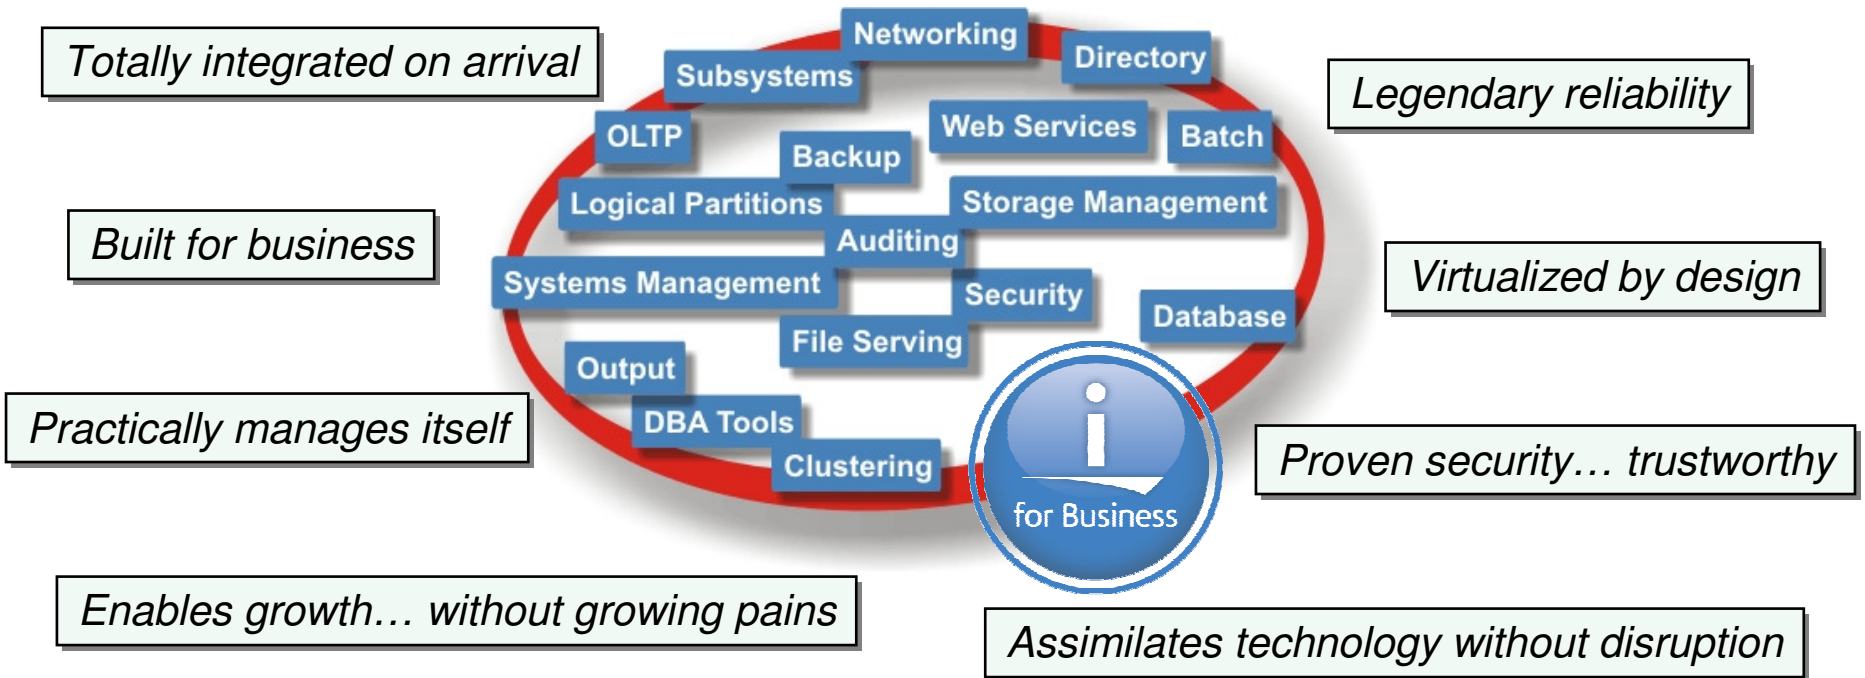 Networking
Totally integrated on arrival
Directory
Subsystems
Legendary reliability
OLTP
Web Services
Batch
Backup
Logical Partitions
Storage Management
Built for business
Auditing
Virtualized by design
Systems Management
Security
Database
File Serving
Output
Practically manages itself
DBA Tools
Clustering
Proven security… trustworthy
i
for Business
Enables growth… without growing pains
Assimilates technology without disruption